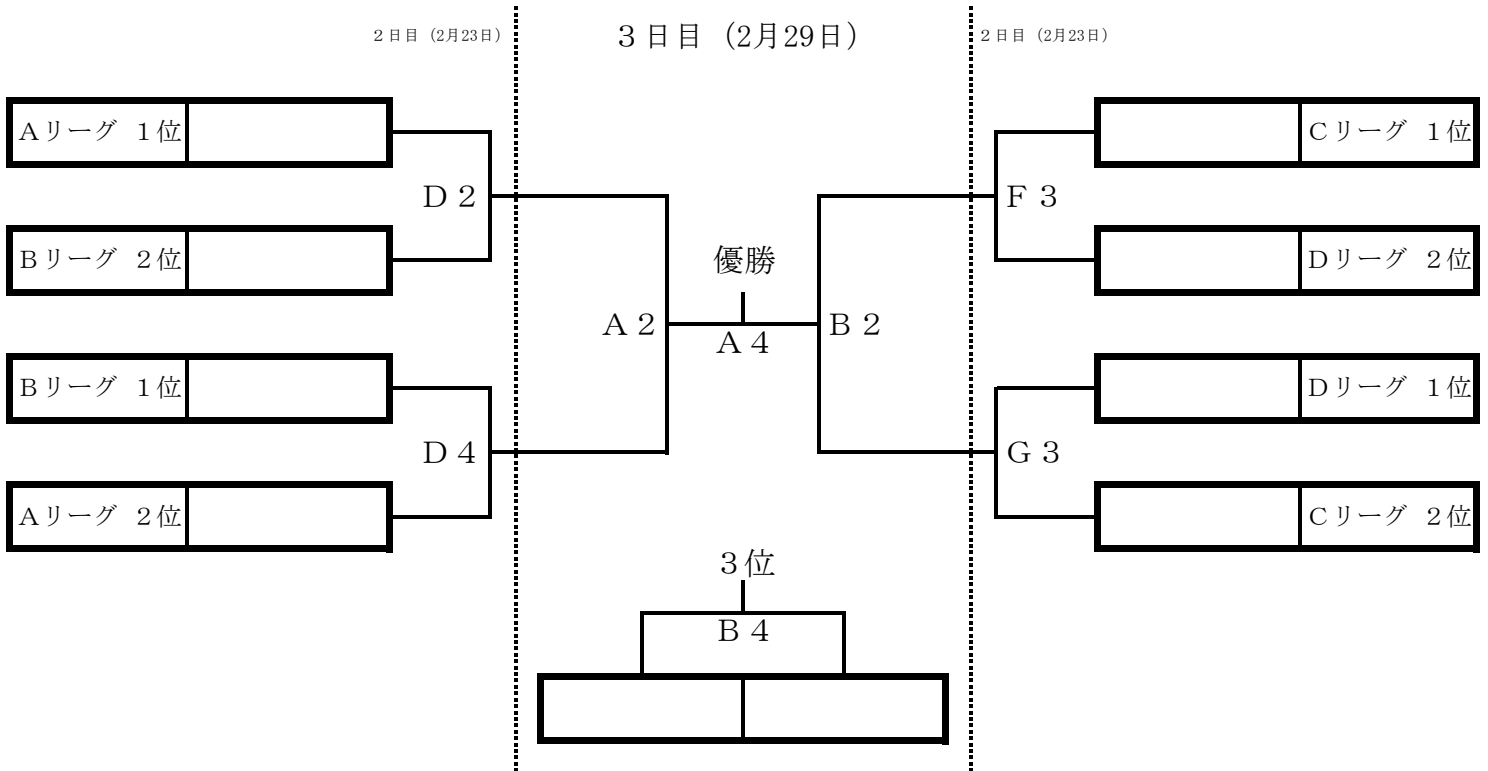 ２日目（2月23日）
３日目（2月29日）
２日目（2月23日）
Ａリーグ １位
Ｃリーグ １位
Ｄ２
Ｆ３
Ｂリーグ ２位
Ｄリーグ ２位
優勝
Ａ２
Ｂ２
Ａ４
Ｂリーグ １位
Ｄリーグ １位
Ｄ４
Ｇ３
Ａリーグ ２位
Ｃリーグ ２位
３位
Ｂ４